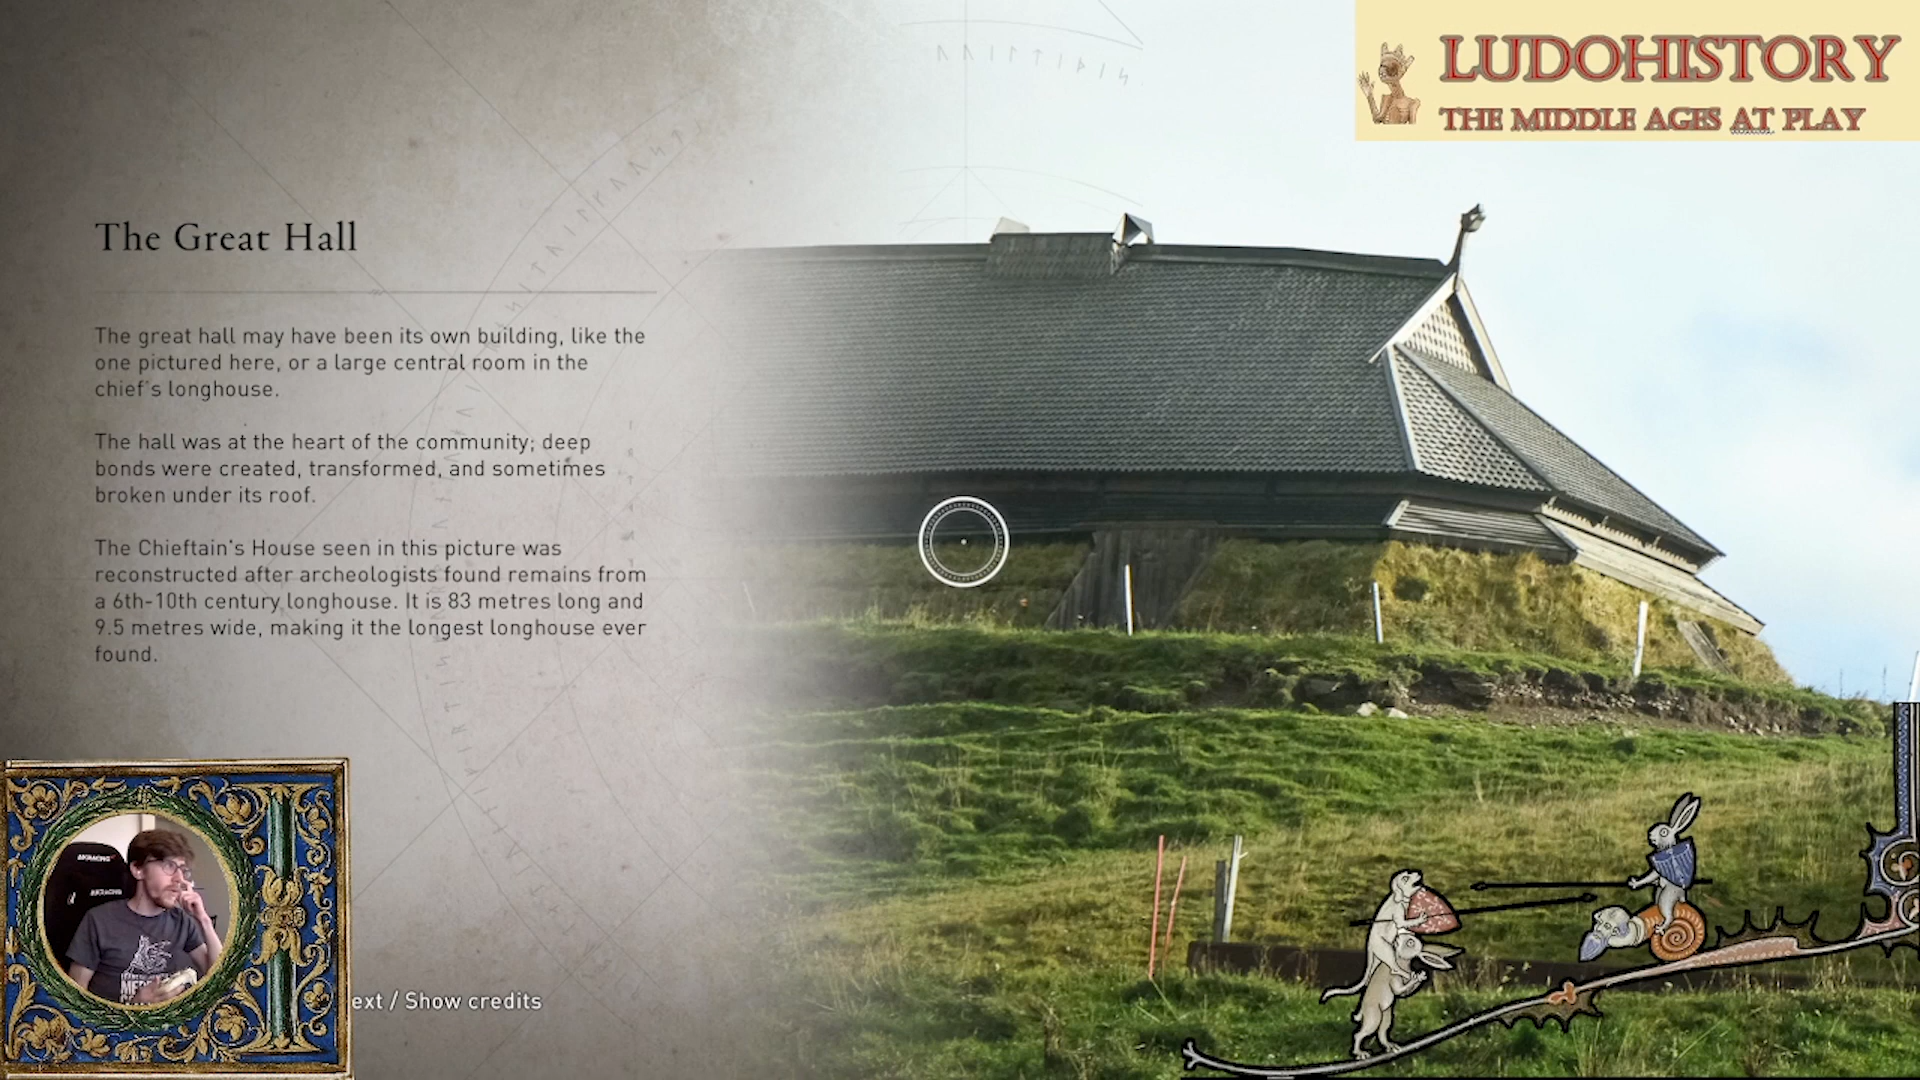 LUDOHISTORY
THE MIDDLE AGES AT PLAY
The Great Hall
The great hall may have been its own building, like the
one pictured here, or a large central room in the
chief's longhouse.
The hall was at the heart of the community; deep
bonds were created, transformed, and sometimes
broken under its roof.
The Chieftain's House seen in this picture was
reconstructed after archeologists found remains from
a 6th-10th century longhouse. It is 83 metres long and
9.5 metres wide, making it the longest longhouse ever
found.
AKRACING
AKRACING
ext / Show credits